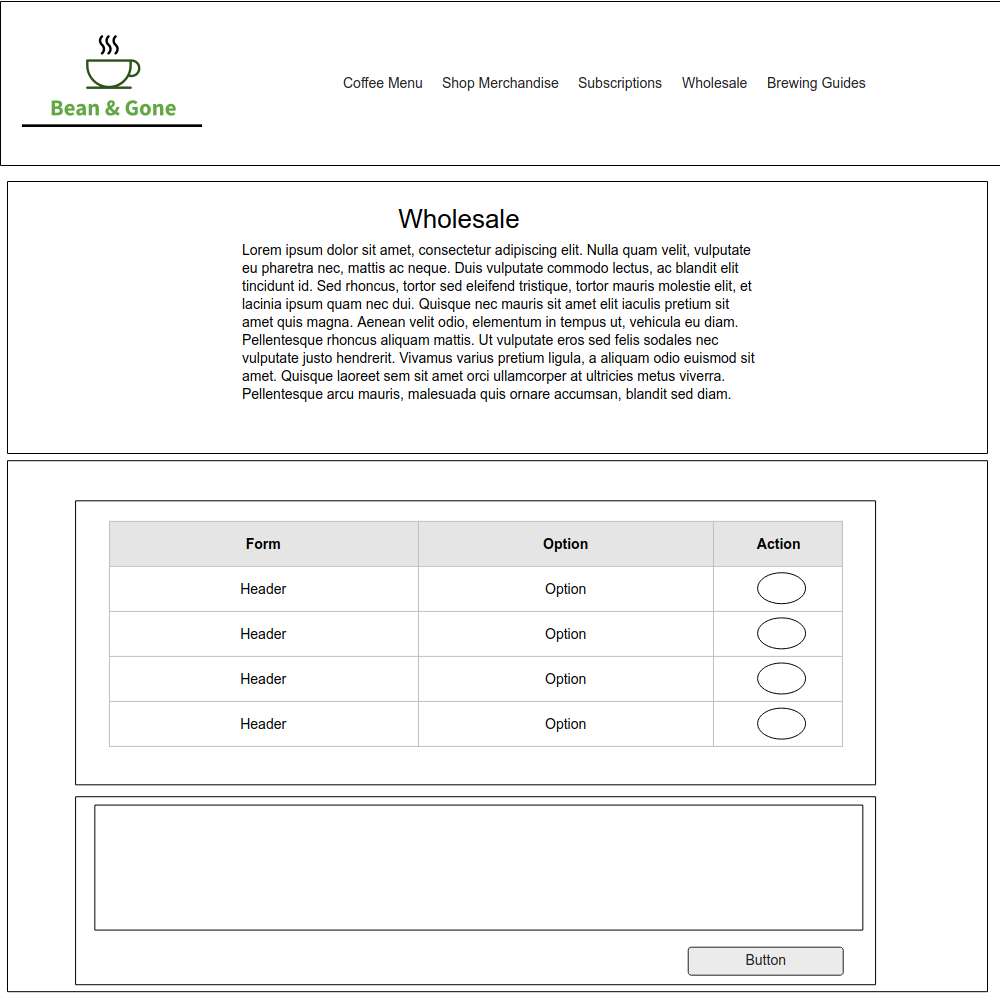 Bean & Gone
Coffee Menu Shop Merchandise Subscriptions Wholesale Brewing Guides
Wholesale
Lorem ipsum dolor sit amet, consectetur adipiscing elit. Nulla quam velit, vulputate
eu pharetra nec, mattis ac neque. Duis vulputate commodo lectus, ac blandit elit
tincidunt id. Sed rhoncus, tortor sed eleifend tristique, tortor mauris molestie elit, et
lacinia ipsum quam nec dui. Quisque nec mauris sit amet elit iaculis pretium sit
amet quis magna. Aenean velit odio, elementum in tempus ut, vehicula eu diam.
Pellentesque rhoncus aliquam mattis. Ut vulputate eros sed felis sodales nec
vulputate justo hendrerit. Vivamus varius pretium ligula, a aliquam odio euismod sit
amet. Quisque laoreet sem sit amet orci ullamcorper at ultricies metus viverra.
Pellentesque arcu mauris, malesuada quis ornare accumsan, blandit sed diam.
Form Option Action
Header Option
Header Option
Header Option
Header Option
Button